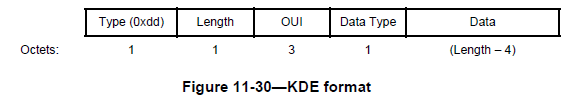 Type (0xdd) Length OUI Data Type Data
Octets: 1 1 3 1 (Length – 4)
Figure 11-30—KDE format